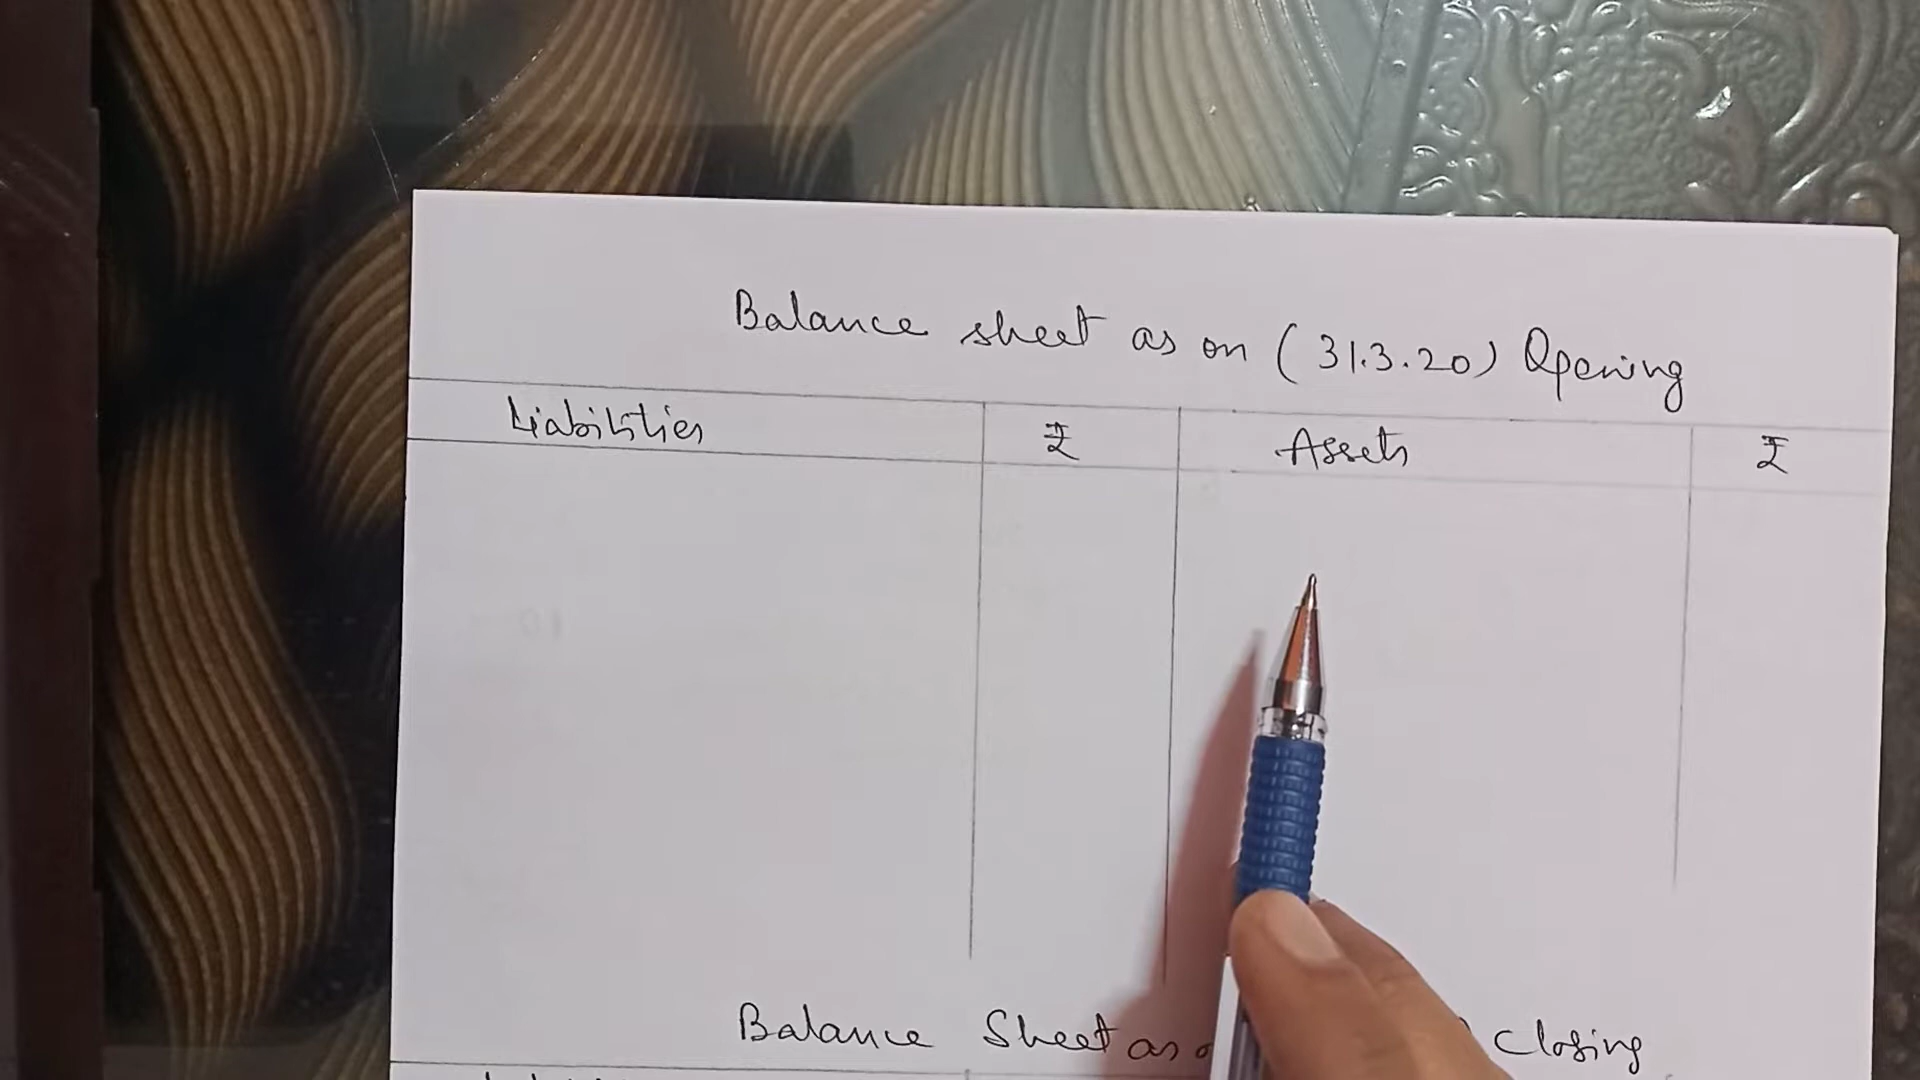 Balance sheet as on (31.3.20) Opening
Liabilities ₹ Assets ₹
Balance Sheet as ) Closing